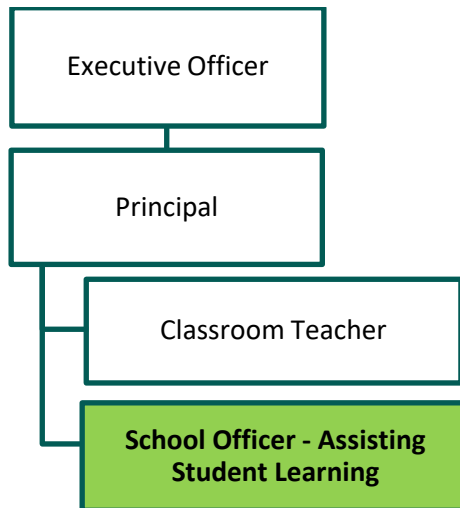 Executive Officer
Principal
Classroom Teacher
School Officer - Assisting
Student Learning